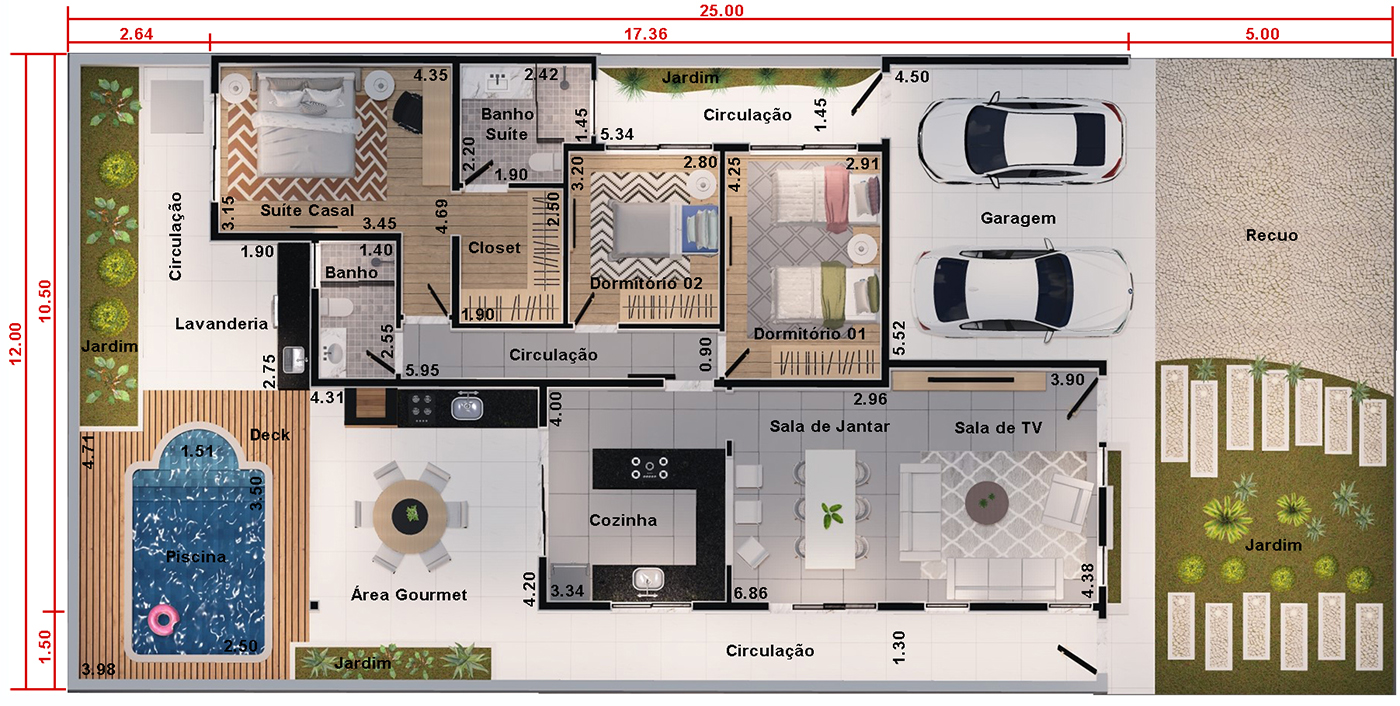 25.00
2.64
17.36
5.00
12.00
10.50
1.50
4.35
2.42
Jardim
4.50
Banho
Suíte
1.45
Circulação
1.45
5.34
2.20
1.90
3.20
2.80
4.25
2.91
Circulação
3.15
Suíte Casal
3.45
4.69
2.50
Garagem
Recuo
1.90
1.40
Closet
Banho
Dormitório 02
1.90
Lavanderia
Jardim
2.55
Circulação
0.90
Dormitório 01
5.52
2.75
5.95
4.31
4.00
2.96
3.90
Deck
Sala de Jantar
Sala de TV
4.71
1.51
3.50
Cozinha
Piscina
Jardim
Área Gourmet
4.20
3.34
6.86
4.38
2.50
3.98
Jardim
Circulação
1.30